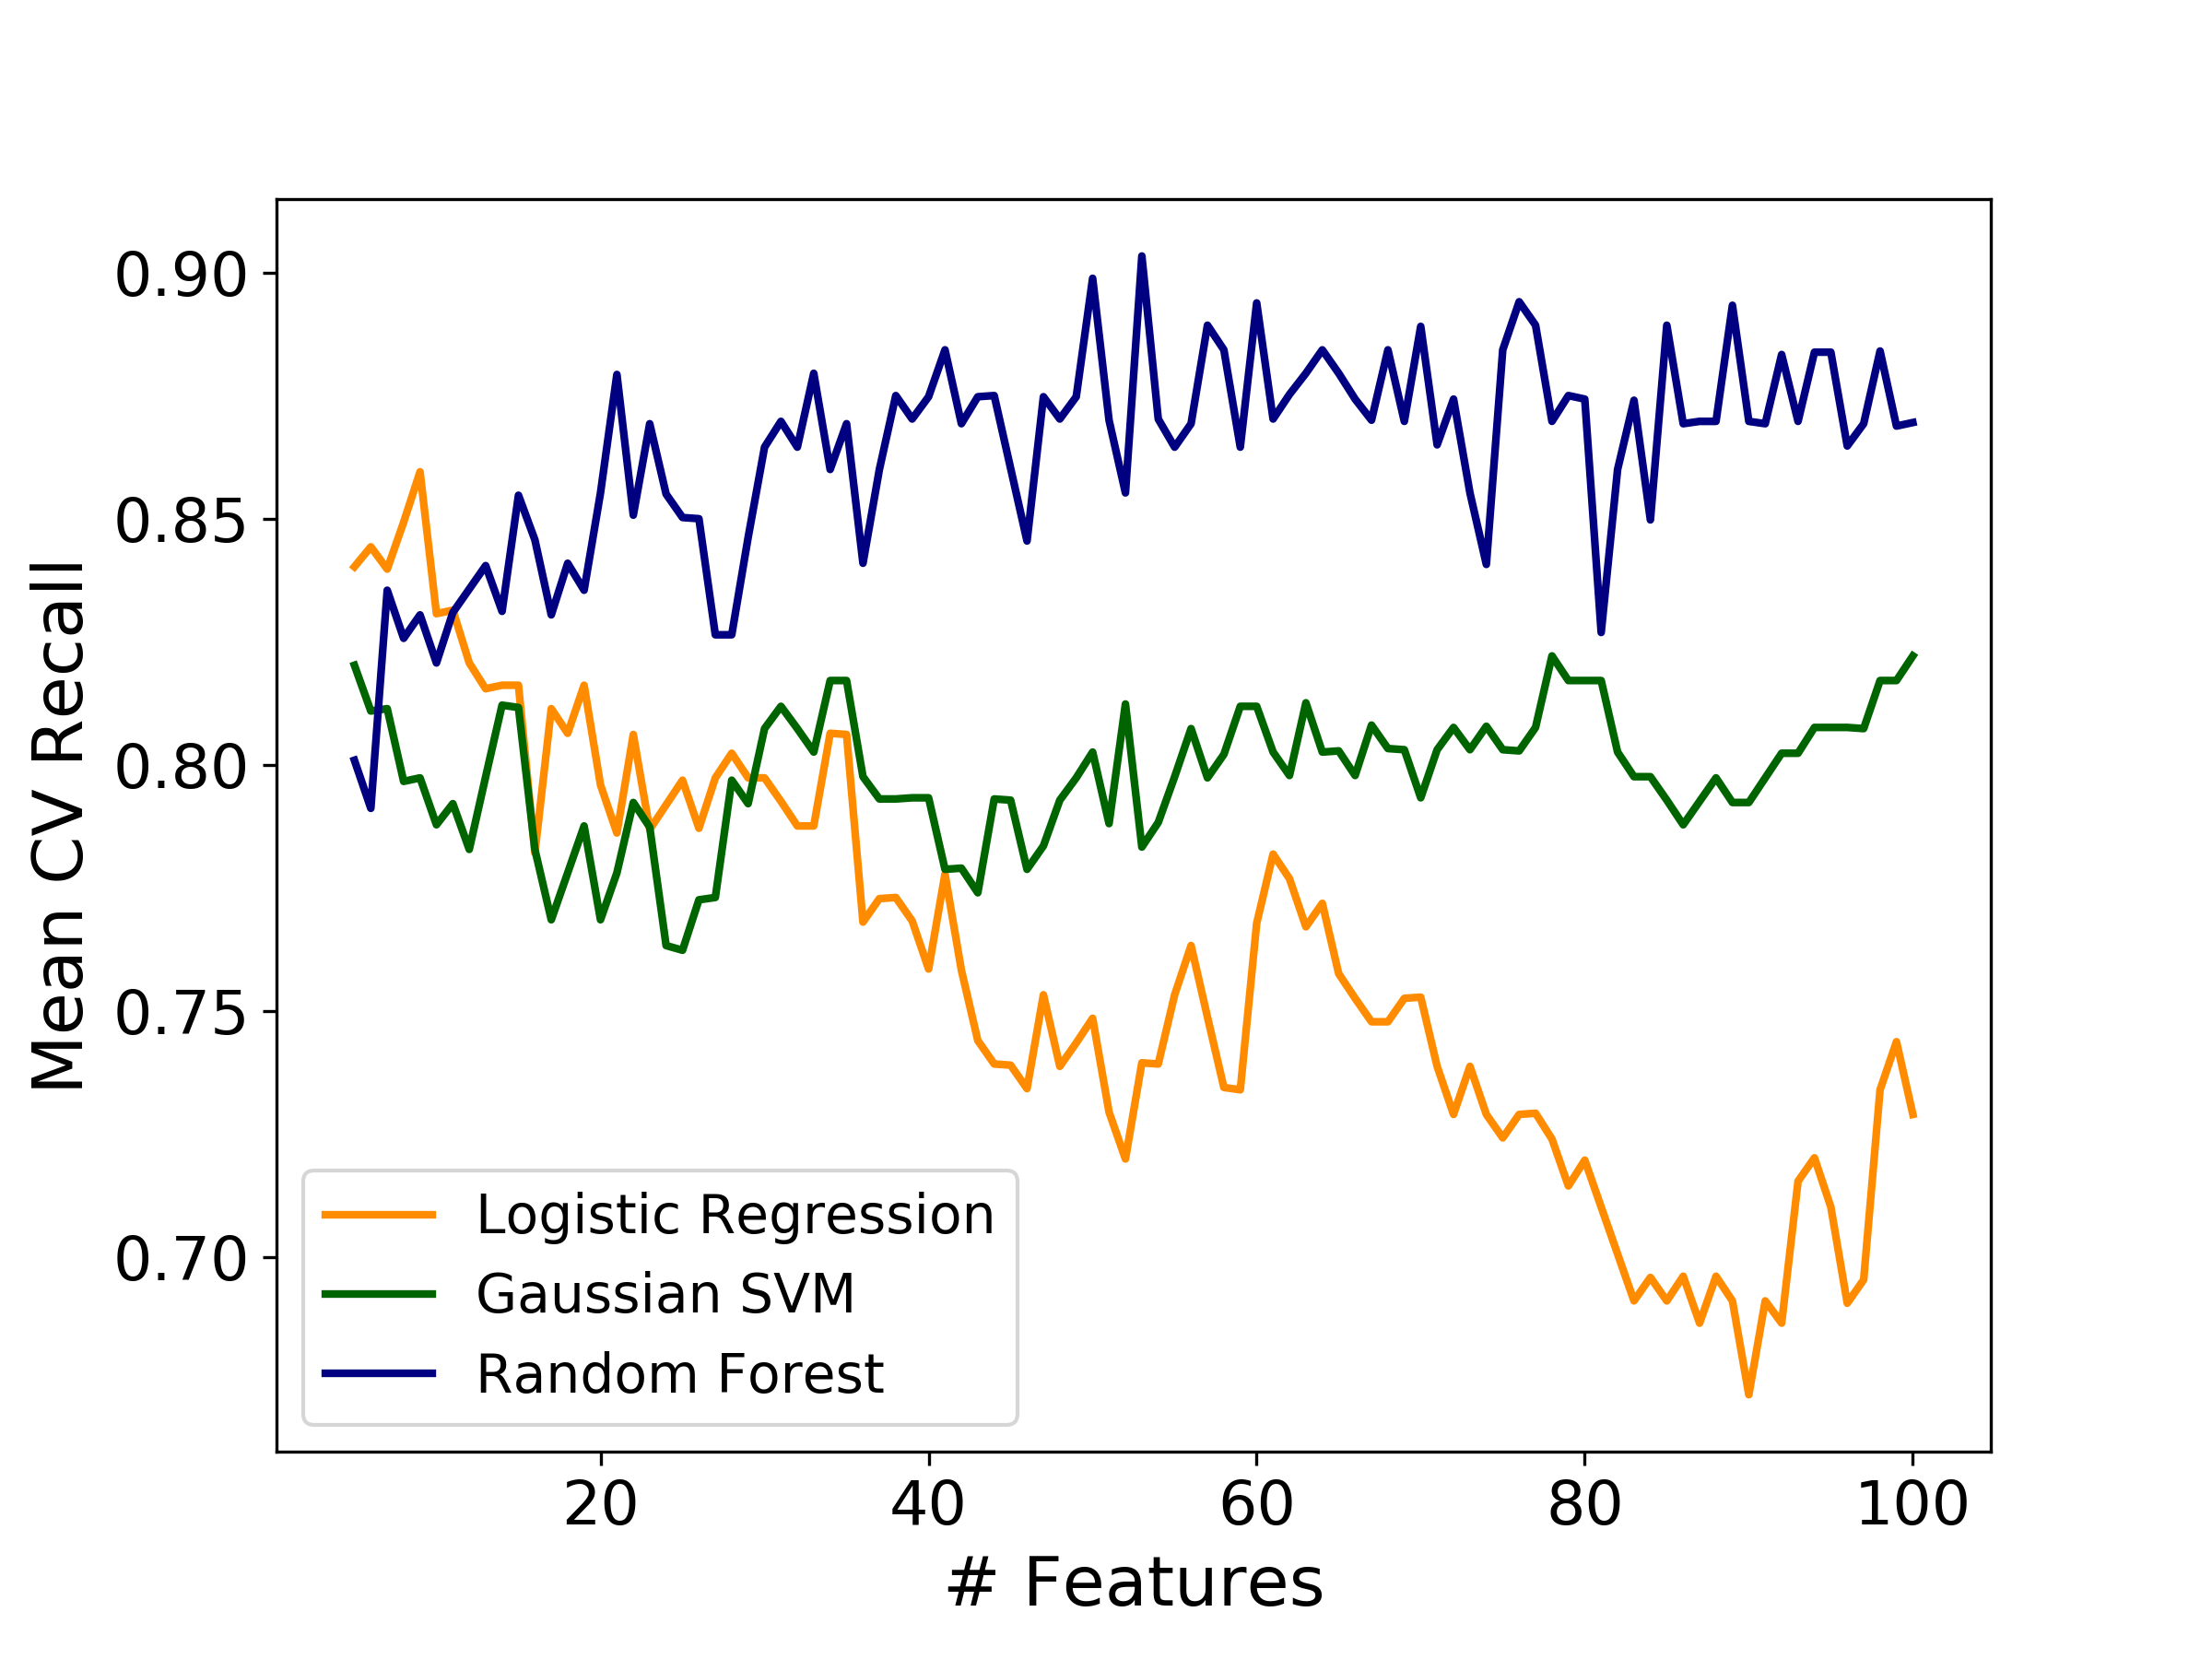 0.90
0.85
0.80
0.75
0.70
Mean CV Recall
Logistic Regression
Gaussian SVM
Random Forest
20 40 60 80 100
# Features